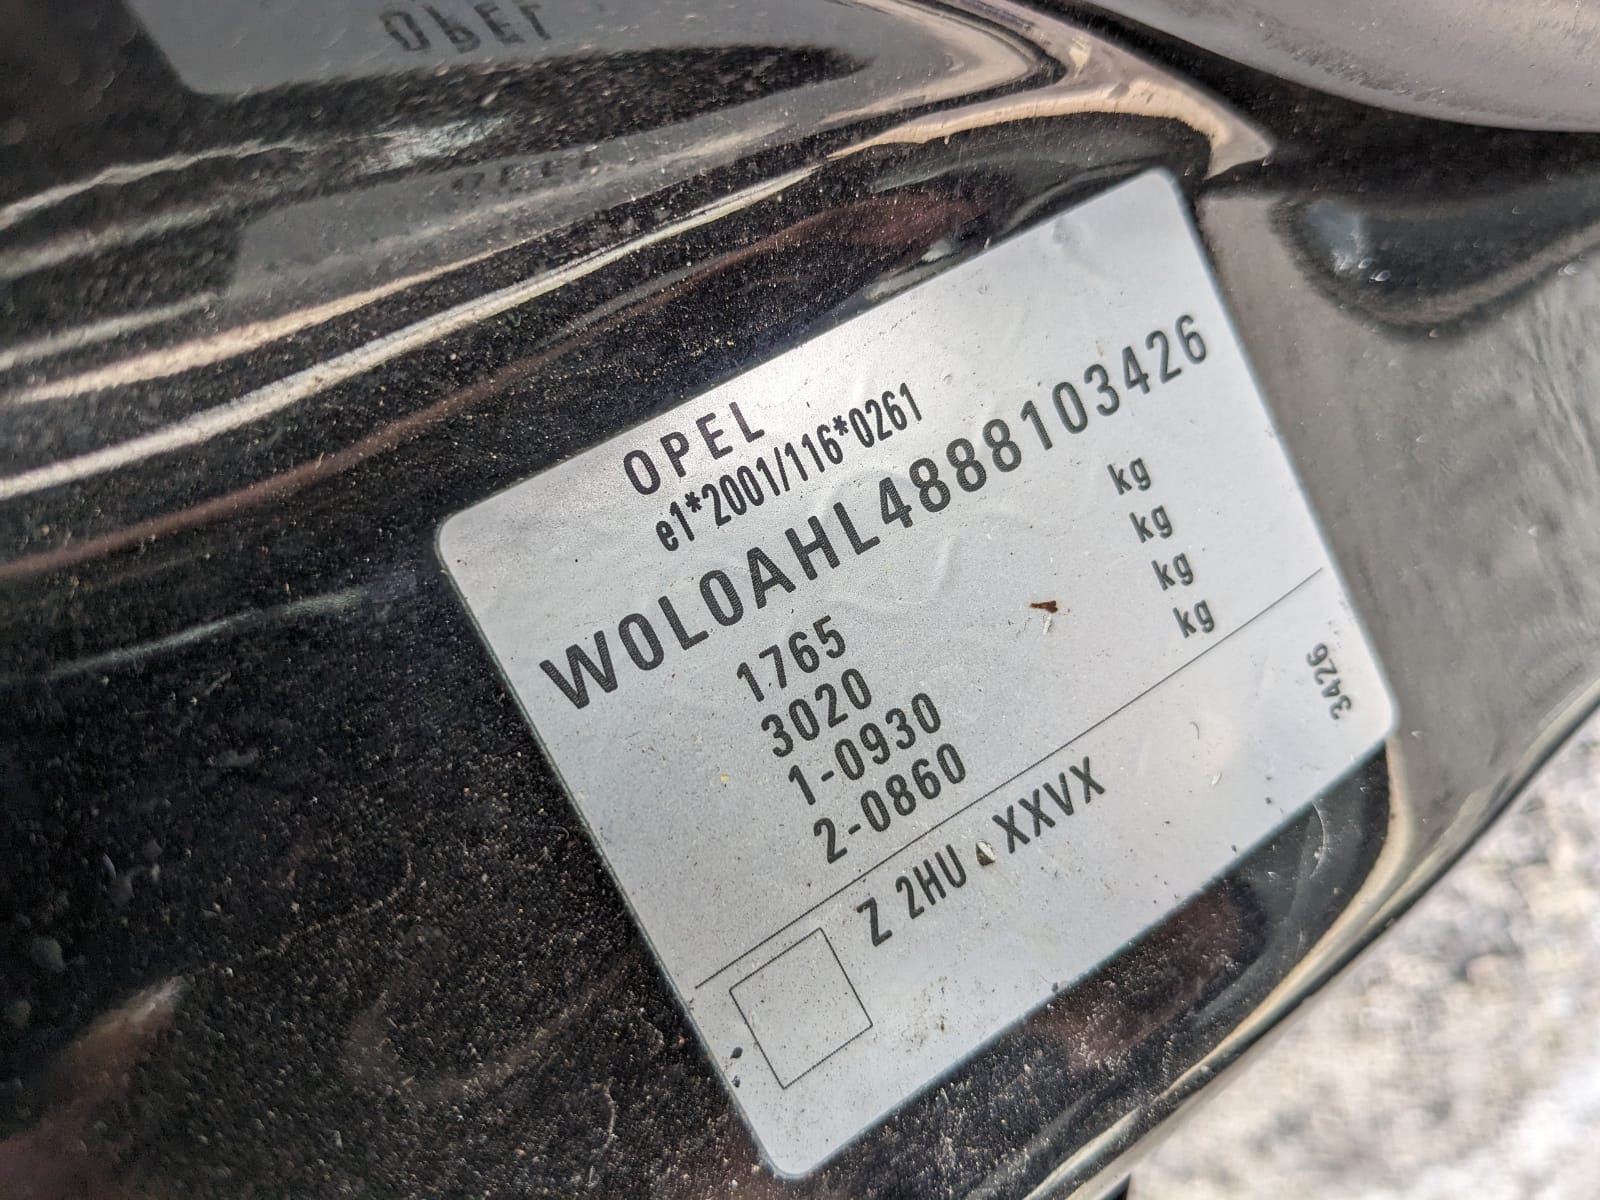 OPEL
e1*2001/116*0261
W0L0AHL4888103426
1765 kg
3020 kg
1-0930 kg
2-0860 kg
Z 2HU XXVX
3426